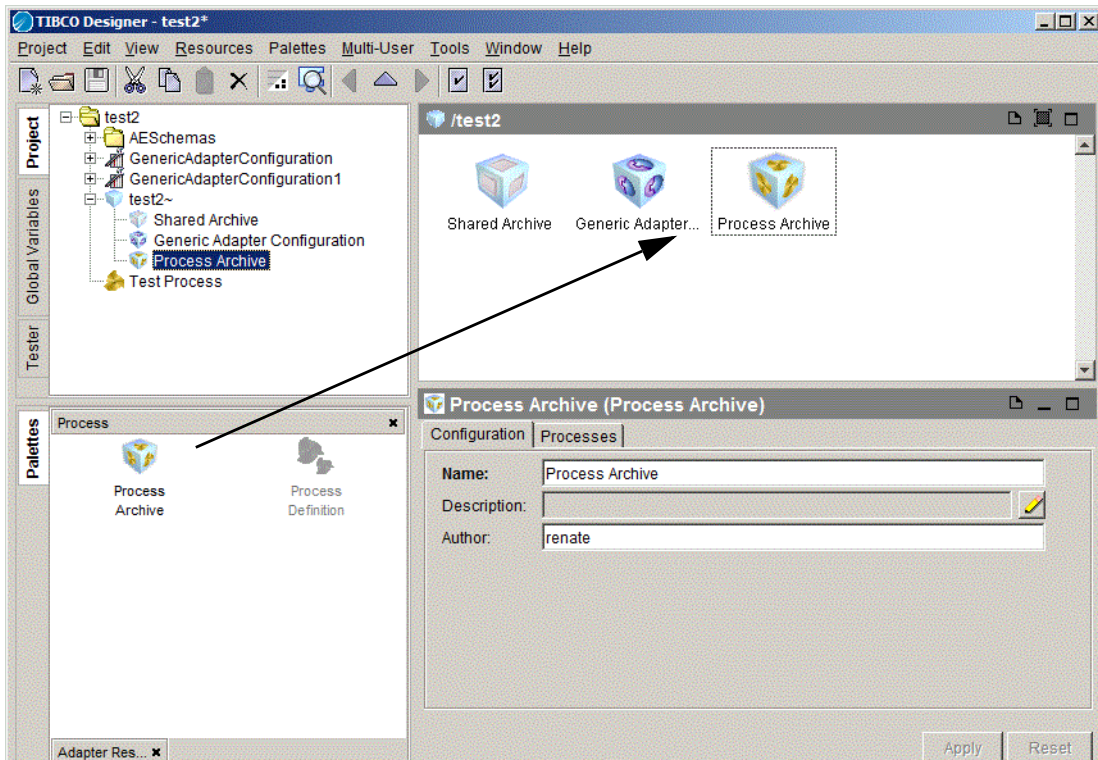 TIBCO Designer - test2*
Project Edit View Resources Palettes Multi-User Tools Window Help
Project
Global Variables
Tester
test2
AESchemas
GenericAdapterConfiguration
GenericAdapterConfiguration1
test2~
Shared Archive
Generic Adapter Configuration
Process Archive
Test Process
/test2
Shared Archive Generic Adapter... Process Archive
Palettes
Process
Process Archive
Process Definition
Adapter Res...
Process Archive (Process Archive)
Configuration Processes
Name: Process Archive
Description:
Author: renate
Apply Reset